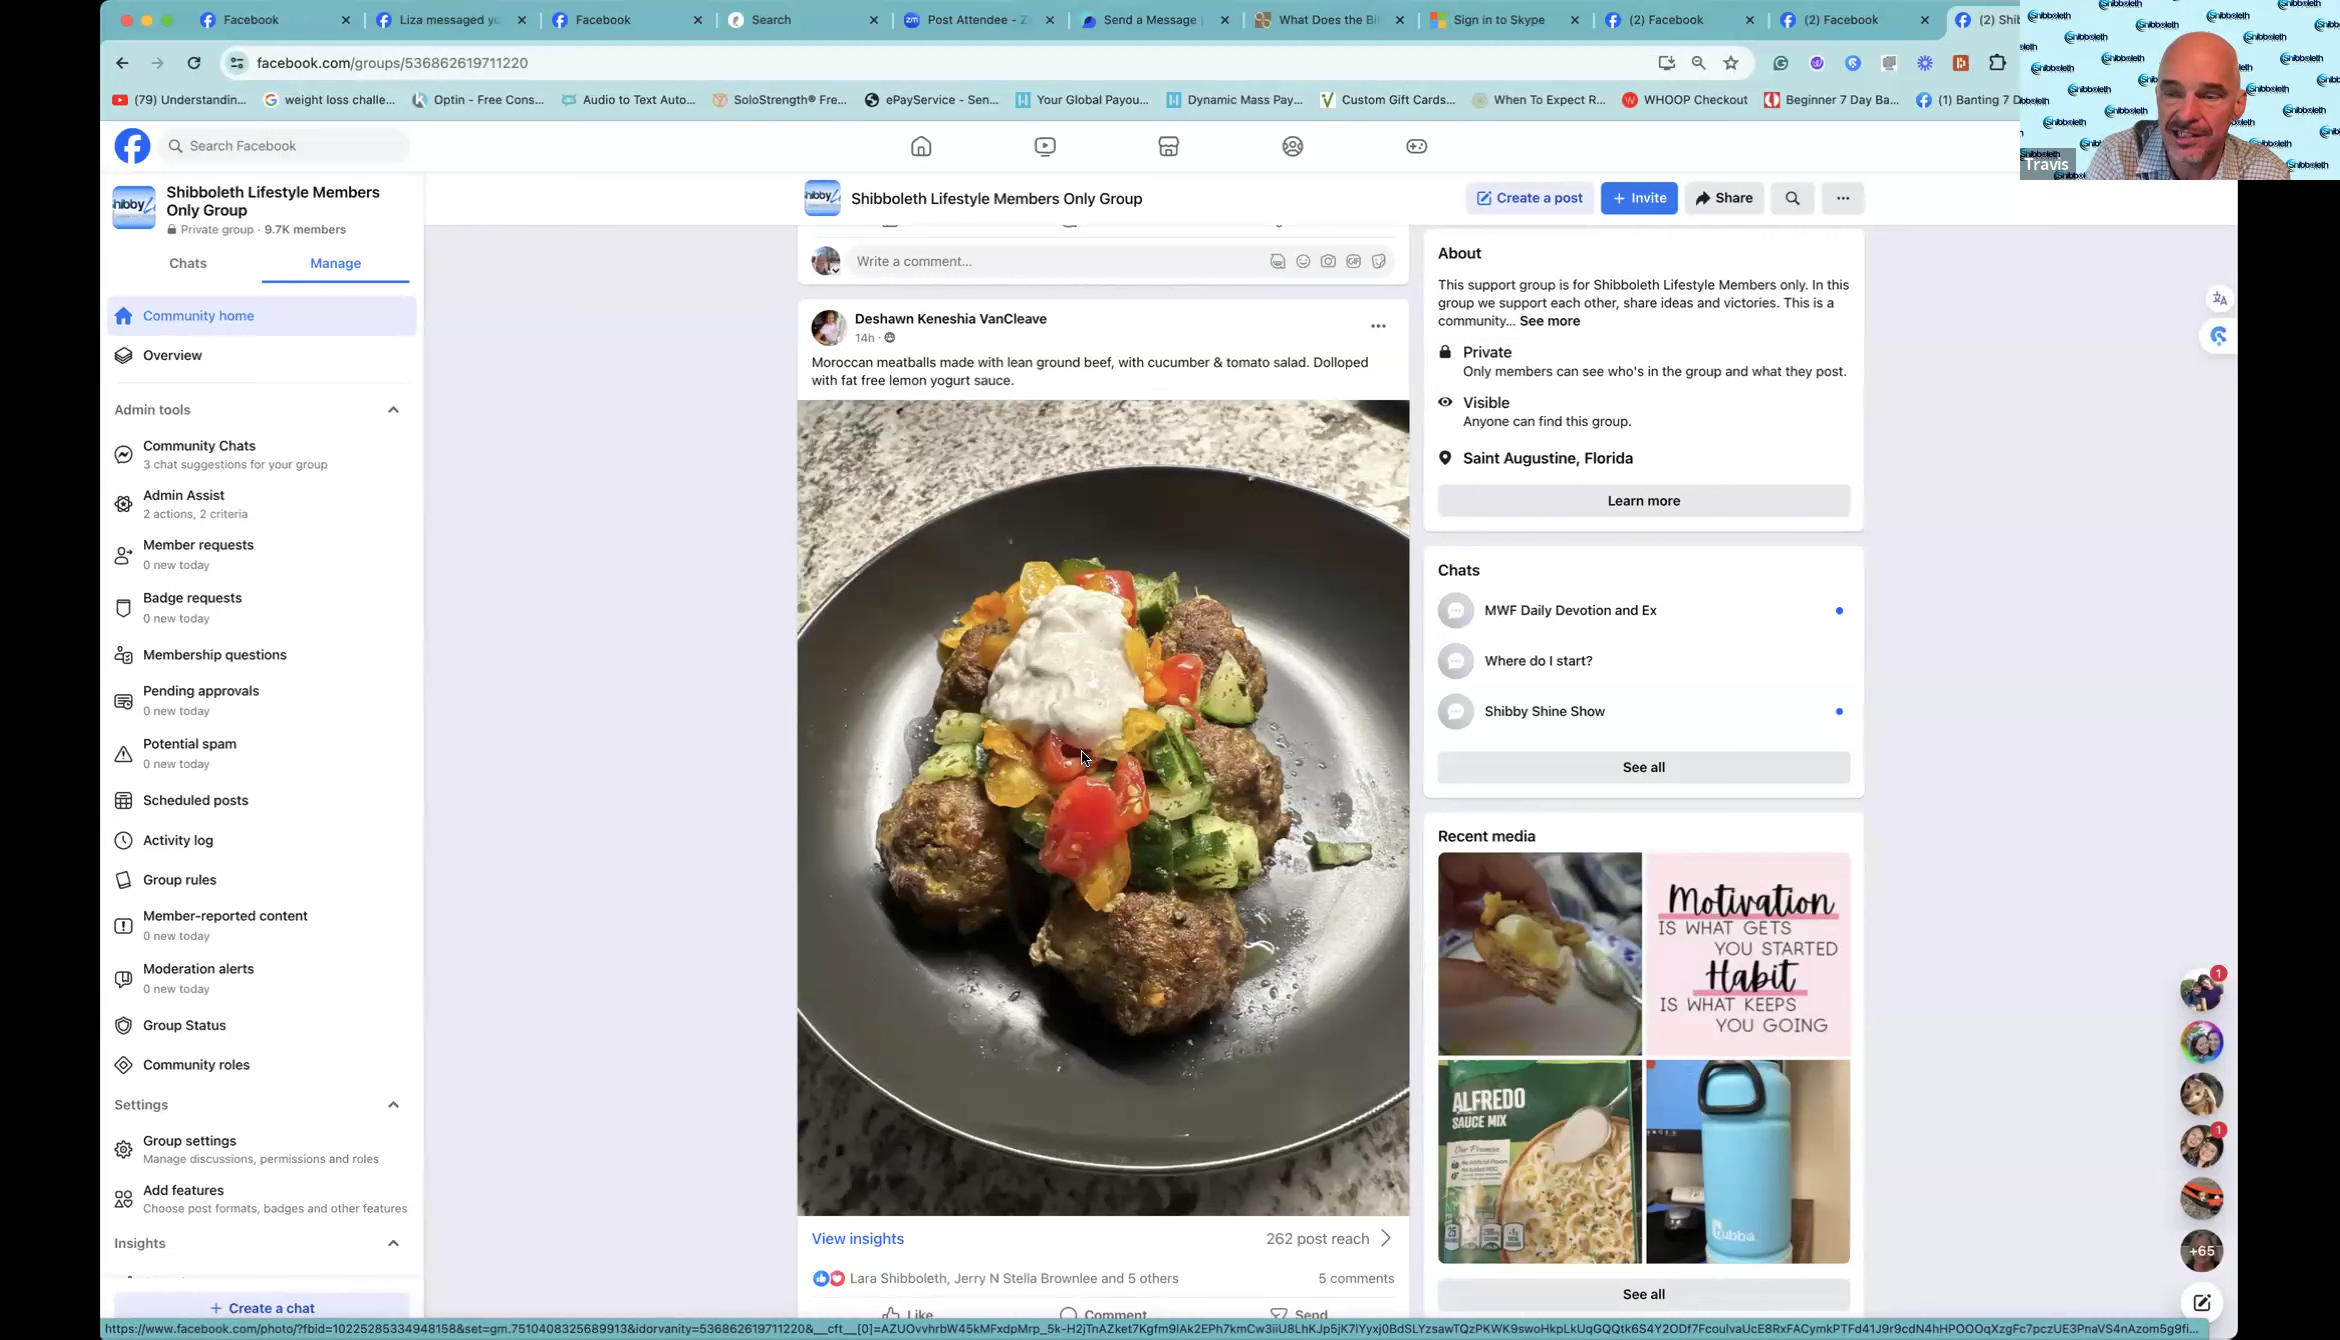 Facebook
Liza messaged yo
Facebook
Search
Post Attendee - Z
Send a Message
What Does the Bi
Sign in to Skype
(2) Facebook
(2) Facebook
(2) Shi
facebook.com/groups/536862619711220
(79) Understandin...
weight loss challe...
Optin - Free Cons...
Audio to Text Auto...
SoloStrength® Fre...
ePayService - Sen...
Your Global Payou...
Dynamic Mass Pay...
Custom Gift Cards...
When To Expect R...
WHOOP Checkout
Beginner 7 Day Ba...
(1) Banting 7 D
Travis
Search Facebook
Shibboleth Lifestyle Members
Only Group
Private group · 9.7K members
Chats
Manage
Community home
Overview
Admin tools
Community Chats
3 chat suggestions for your group
Admin Assist
2 actions, 2 criteria
Member requests
0 new today
Badge requests
0 new today
Membership questions
Pending approvals
0 new today
Potential spam
0 new today
Scheduled posts
Activity log
Group rules
Member-reported content
0 new today
Moderation alerts
0 new today
Group Status
Community roles
Settings
Group settings
Manage discussions, permissions and roles
Add features
Choose post formats, badges and other features
Insights
+ Create a chat
Shibboleth Lifestyle Members Only Group
Create a post
+ Invite
Share
Write a comment...
GIF
Deshawn Keneshia VanCleave
14h ·
Moroccan meatballs made with lean ground beef, with cucumber & tomato salad. Dolloped
with fat free lemon yogurt sauce.
View insights
262 post reach
Lara Shibboleth, Jerry N Stella Brownlee and 5 others
5 comments
Like
Comment
Send
About
This support group is for Shibboleth Lifestyle Members only. In this
group we support each other, share ideas and victories. This is a
community... See more
Private
Only members can see who's in the group and what they post.
Visible
Anyone can find this group.
Saint Augustine, Florida
Learn more
Chats
MWF Daily Devotion and Ex
Where do I start?
Shibby Shine Show
See all
Recent media
Motivation
IS WHAT GETS
YOU STARTED
Habit
IS WHAT KEEPS
YOU GOING
ALFREDO
SAUCE MIX
Our Promise
bubba
See all
1
1
+65